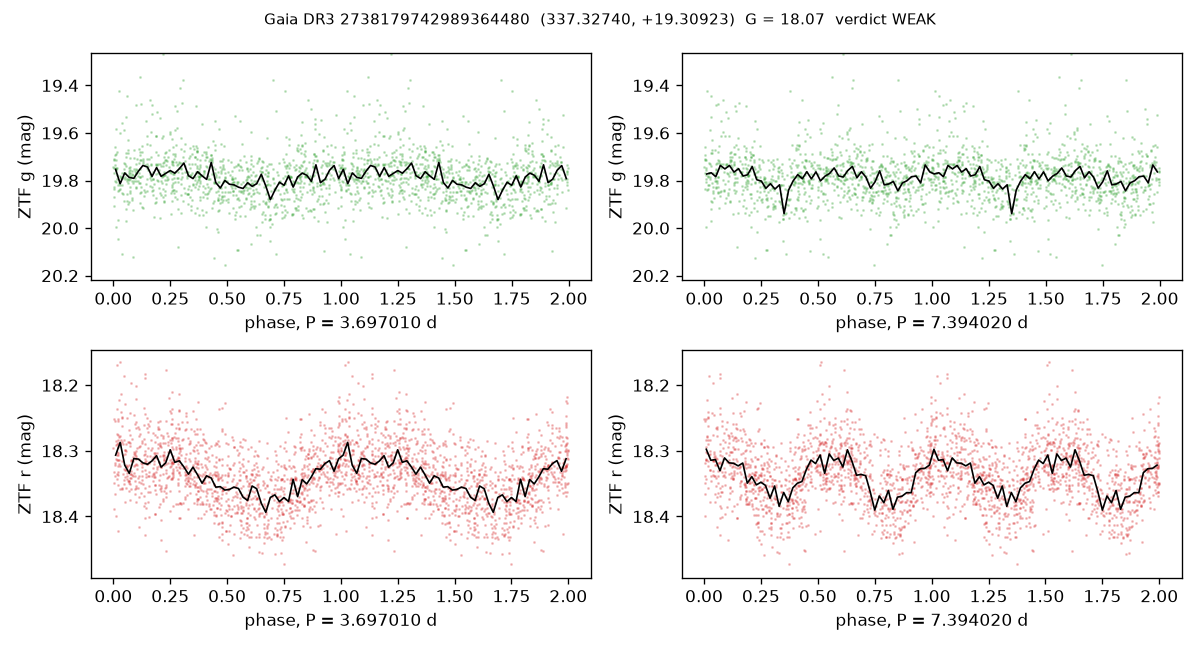 Gaia DR3 2738179742989364480 (337.32740, +19.30923) G = 18.07 verdict WEAK
ZTF g (mag)
19.4
19.6
19.8
20.0
20.2
0.00 0.25 0.50 0.75 1.00 1.25 1.50 1.75 2.00
phase, P = 3.697010 d
ZTF g (mag)
19.4
19.6
19.8
20.0
20.2
0.00 0.25 0.50 0.75 1.00 1.25 1.50 1.75 2.00
phase, P = 7.394020 d
ZTF r (mag)
18.2
18.3
18.4
0.00 0.25 0.50 0.75 1.00 1.25 1.50 1.75 2.00
phase, P = 3.697010 d
ZTF r (mag)
18.2
18.3
18.4
0.00 0.25 0.50 0.75 1.00 1.25 1.50 1.75 2.00
phase, P = 7.394020 d